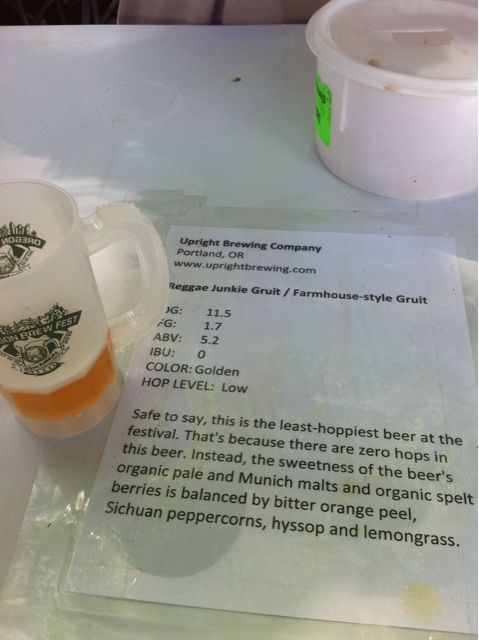 Upright Brewing Company
Portland, OR
www.uprightbrewing.com
Reggae Junkie Gruit / Farmhouse-style Gruit
OG: 11.5
FG: 1.7
ABV: 5.2
IBU: 0
COLOR: Golden
HOP LEVEL: Low
Safe to say, this is the least-hoppiest beer at the
festival. That's because there are zero hops in
this beer. Instead, the sweetness of the beer's
organic pale and Munich malts and organic spelt
berries is balanced by bitter orange peel,
Sichuan peppercorns, hyssop and lemongrass.
OREGON
ON BREW FEST